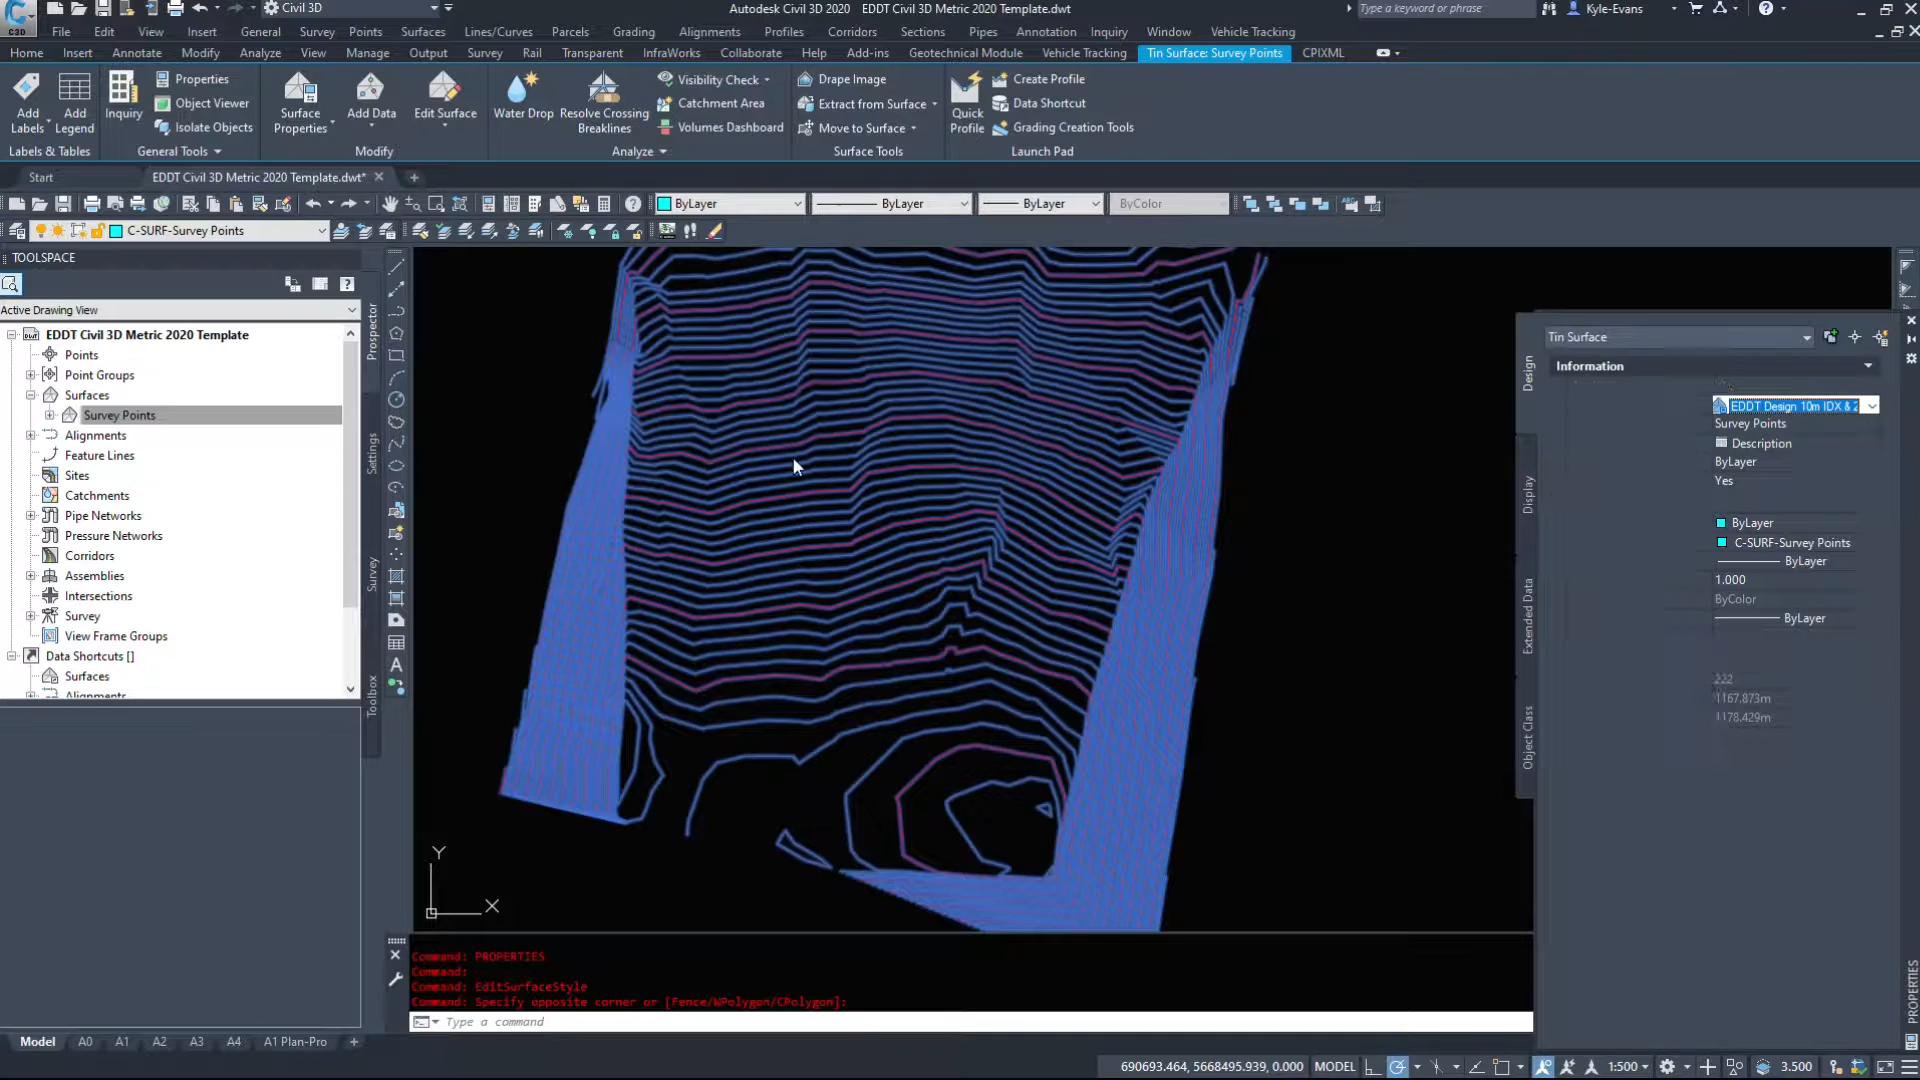 Civil 3D
Autodesk Civil 3D 2020 EDDT Civil 3D Metric 2020 Template.dwt
Type a keyword or phrase
Kyle-Evans
C3D
File Edit View Insert General Survey Points Surfaces Lines/Curves Parcels Grading Alignments Profiles Corridors Sections Pipes Annotation Inquiry Window Vehicle Tracking
Home Insert Annotate Modify Analyze View Manage Output Survey Rail Transparent InfraWorks Collaborate Help Add-ins Geotechnical Module Vehicle Tracking Tin Surface: Survey Points CPIXML
Add Labels
Add Legend
Labels & Tables
Inquiry
Properties
Object Viewer
Isolate Objects
General Tools
Surface Properties
Add Data
Edit Surface
Modify
Water Drop
Resolve Crossing Breaklines
Visibility Check
Catchment Area
Volumes Dashboard
Analyze
Drape Image
Extract from Surface
Move to Surface
Surface Tools
Quick Profile
Create Profile
Data Shortcut
Grading Creation Tools
Launch Pad
Start
EDDT Civil 3D Metric 2020 Template.dwt*
ByLayer
ByLayer
ByLayer
ByColor
C-SURF-Survey Points
TOOLSPACE
Active Drawing View
EDDT Civil 3D Metric 2020 Template
Points
Point Groups
Surfaces
Survey Points
Alignments
Feature Lines
Sites
Catchments
Pipe Networks
Pressure Networks
Corridors
Assemblies
Intersections
Survey
View Frame Groups
Data Shortcuts []
Surfaces
Alignments
Prospector
Settings
Survey
Toolbox
Y
X
Tin Surface
Information
EDDT Design 10m IDX & 2
Survey Points
Description
ByLayer
Yes
ByLayer
C-SURF-Survey Points
ByLayer
1.000
ByColor
ByLayer
232
1167.873m
1178.429m
Design
Display
Extended Data
Object Class
PROPERTIES
Command: PROPERTIES
Command:
Command: EditSurfaceStyle
Command: Specify opposite corner or [Fence/WPolygon/CPolygon]:
Type a command
Model A0 A1 A2 A3 A4 A1 Plan-Pro
690693.464, 5668495.939, 0.000 MODEL 1:500 3.500